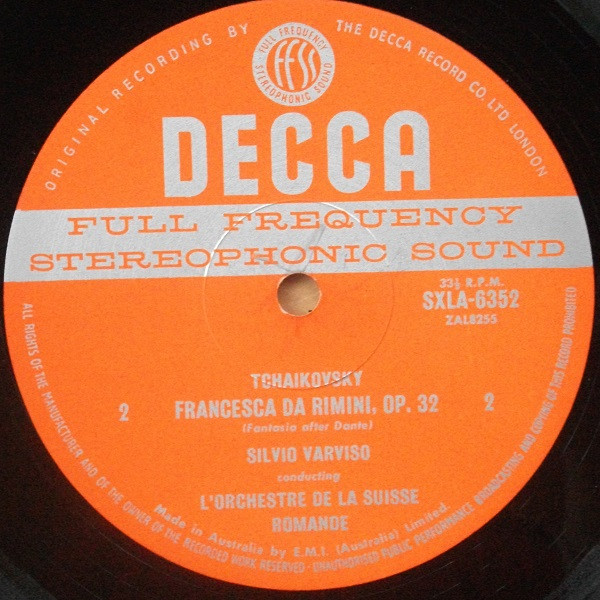 ORIGINAL RECORDING BY THE DECCA RECORD CO. LTD LONDON
FULL FREQUENCY
ffss
STEREOPHONIC SOUND
DECCA
FULL FREQUENCY
STEREOPHONIC SOUND
33⅓ R.P.M.
SXLA-6352
ZAL8255
TCHAIKOVSKY
2 FRANCESCA DA RIMINI, OP. 32 2
(Fantasia after Dante)
SILVIO VARVISO
conducting
L'ORCHESTRE DE LA SUISSE
ROMANDE
Made in Australia by E.M.I. (Australia) Limited.
ALL RIGHTS OF THE MANUFACTURER AND OF THE OWNER OF THE RECORDED WORK RESERVED · UNAUTHORISED PUBLIC PERFORMANCE, BROADCASTING AND COPYING OF THIS RECORD PROHIBITED